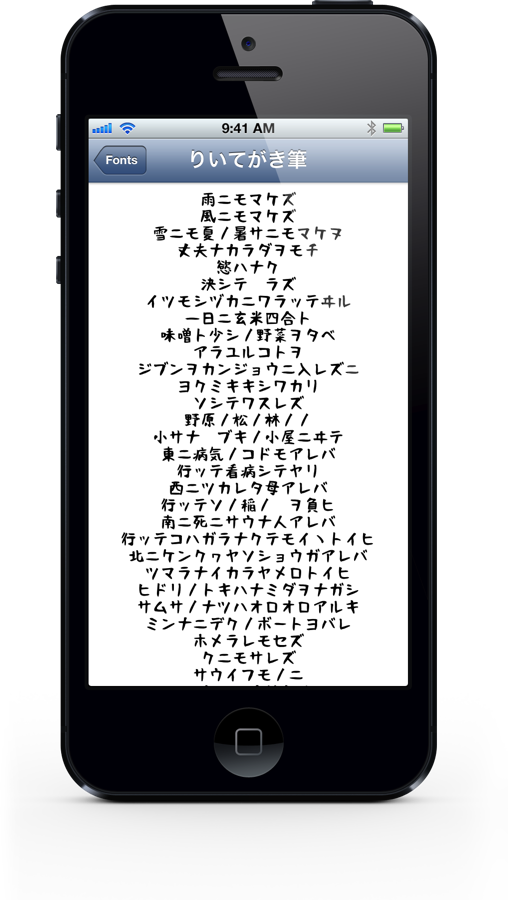 9:41 AM
Fonts
りいてがき筆
雨ニモマケズ
風ニモマケズ
雪ニモ夏ノ暑サニモマケヌ
丈夫ナカラダヲモチ
慾ハナク
決シテ　ラズ
イツモシヅカニワラッテヰル
一日ニ玄米四合ト
味噌ト少シノ野菜ヲタベ
アラユルコトヲ
ジブンヲカンジョウニ入レズニ
ヨクミキキシワカリ
ソシテワスレズ
野原ノ松ノ林ノノ
小サナ　ブキノ小屋ニヰテ
東ニ病気ノコドモアレバ
行ッテ看病シテヤリ
西ニツカレタ母アレバ
行ッテソノ稲ノ　ヲ負ヒ
南ニ死ニサウナ人アレバ
行ッテコハガラナクテモイヽトイヒ
北ニケンクヮヤソショウガアレバ
ツマラナイカラヤメロトイヒ
ヒドリノトキハナミダヲナガシ
サムサノナツハオロオロアルキ
ミンナニデクノボートヨバレ
ホメラレモセズ
クニモサレズ
サウイフモノニ